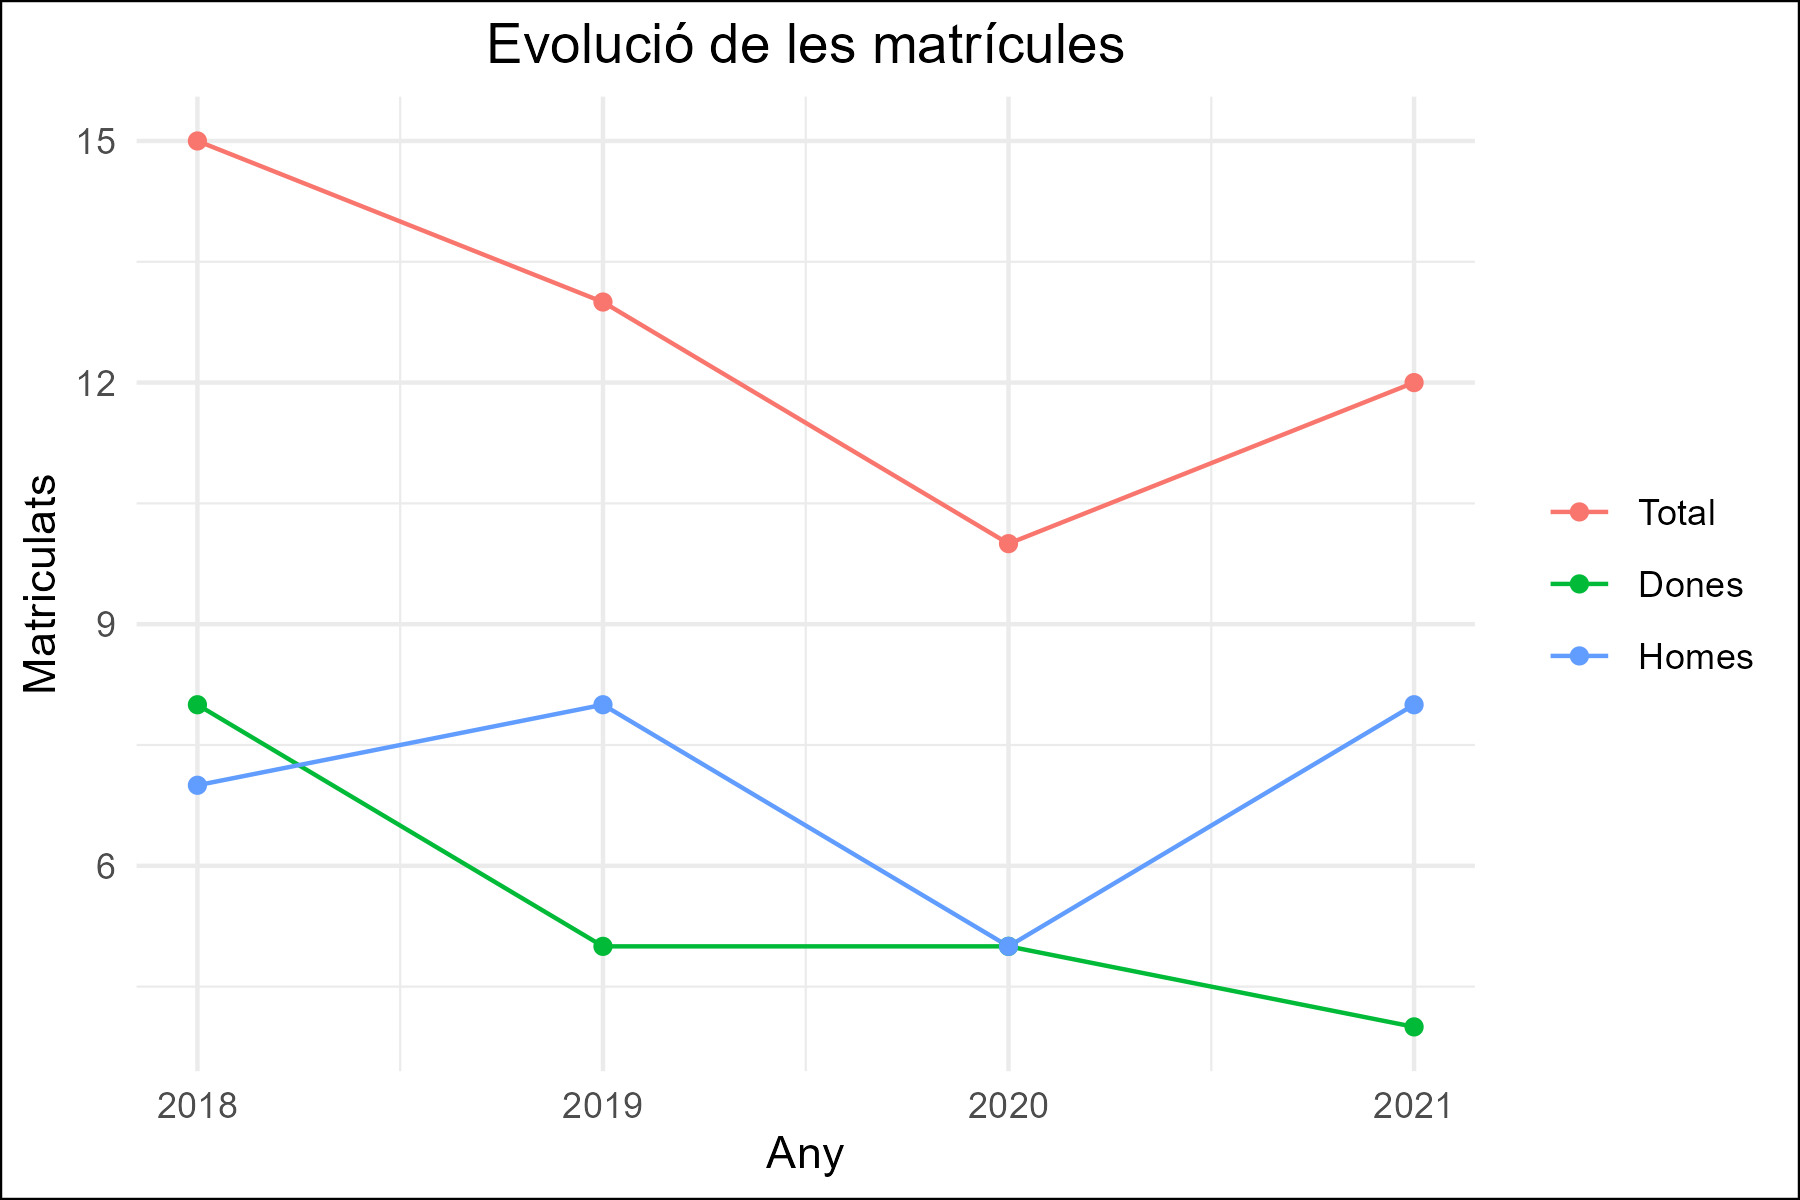 Evolució de les matrícules
15
12
9
6
Matriculats
2018
2019
2020
2021
Any
Total
Dones
Homes